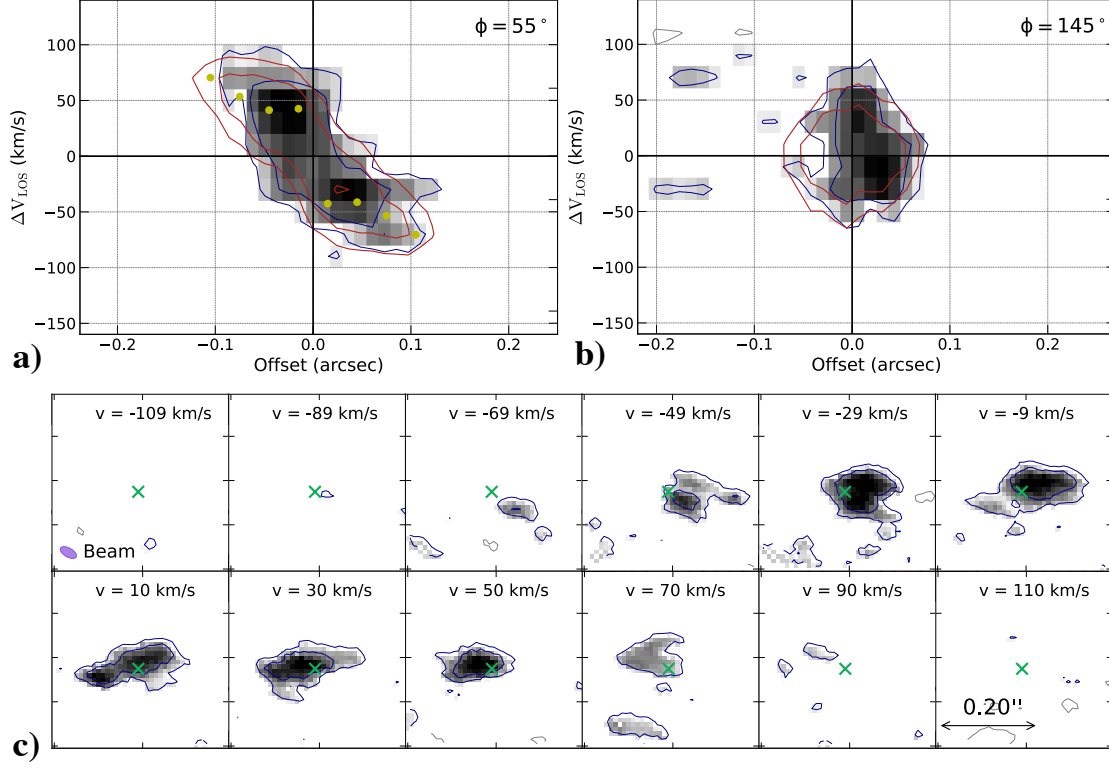 ϕ = 55°
ΔV_LOS (km/s)
100
50
0
−50
−100
−150
−0.2 −0.1 0.0 0.1 0.2
Offset (arcsec)
a)
ϕ = 145°
ΔV_LOS (km/s)
100
50
0
−50
−100
−150
−0.2 −0.1 0.0 0.1 0.2
Offset (arcsec)
b)
v = -109 km/s
v = -89 km/s
v = -69 km/s
v = -49 km/s
v = -29 km/s
v = -9 km/s
Beam
v = 10 km/s
v = 30 km/s
v = 50 km/s
v = 70 km/s
v = 90 km/s
v = 110 km/s
0.20"
c)